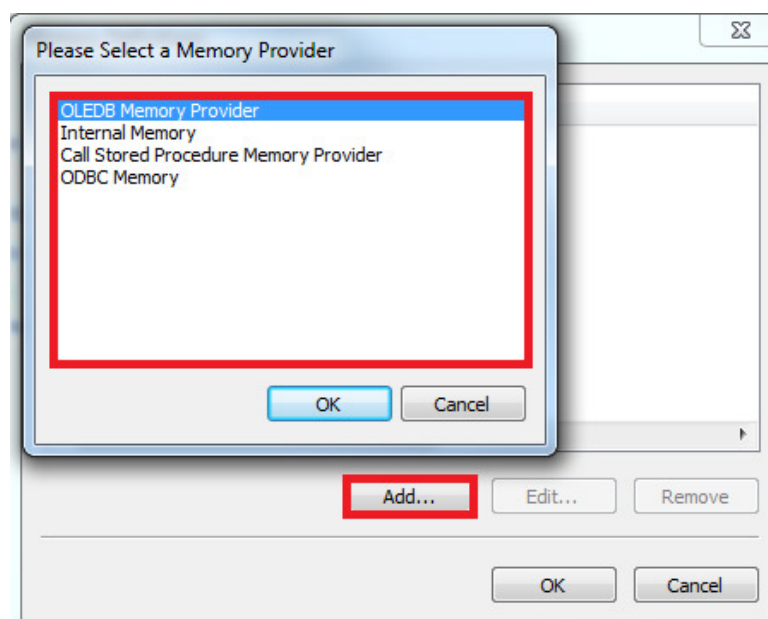 Please Select a Memory Provider
OLEDB Memory Provider
Internal Memory
Call Stored Procedure Memory Provider
ODBC Memory
OK Cancel
Add... Edit... Remove
OK Cancel